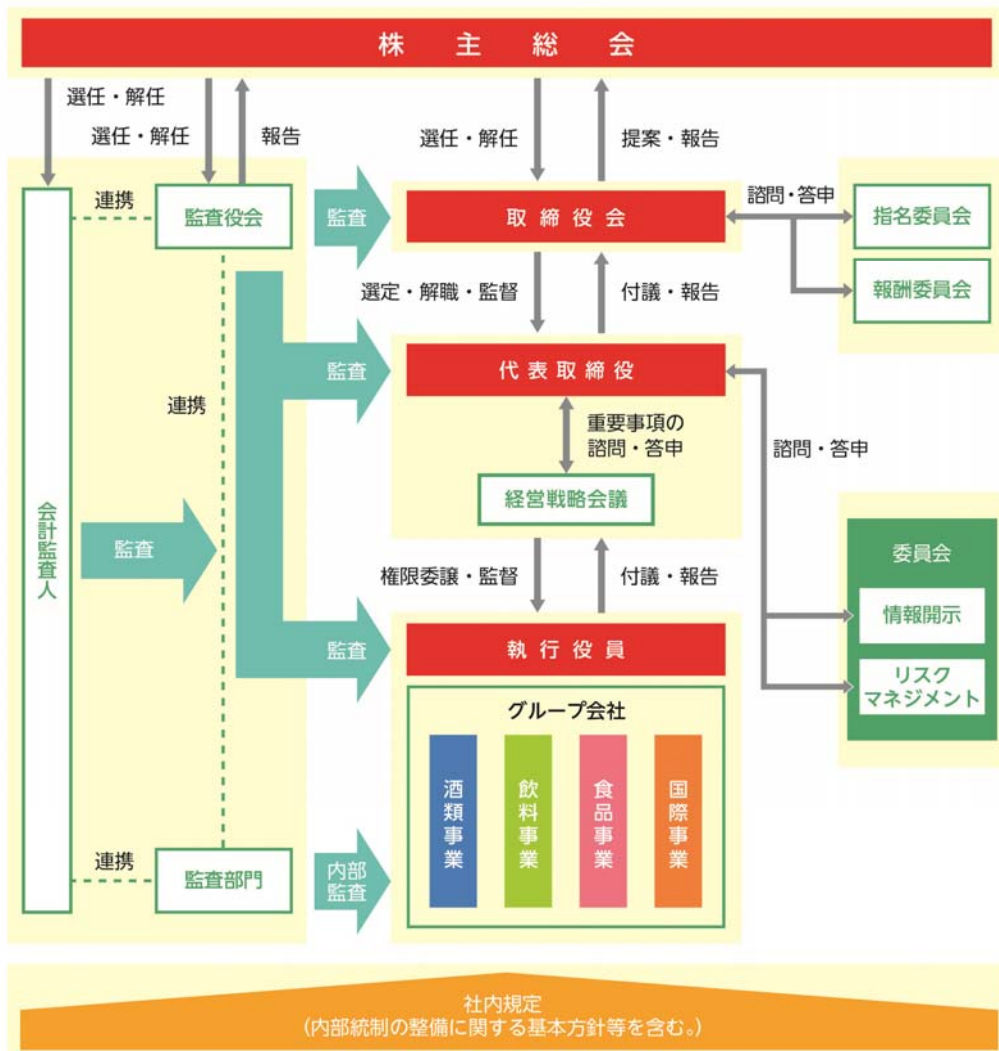 株主総会
選任・解任
選任・解任
報告
選任・解任
提案・報告
連携
監査役会
監査
取締役会
諮問・答申
指名委員会
報酬委員会
選定・解職・監督
付議・報告
監査
代表取締役
連携
重要事項の
諮問・答申
諮問・答申
経営戦略会議
会計監査人
監査
権限委譲・監督
付議・報告
委員会
情報開示
リスク
マネジメント
監査
執行役員
グループ会社
酒類事業
飲料事業
食品事業
国際事業
連携
監査部門
内部
監査
社内規定
(内部統制の整備に関する基本方針等を含む。)